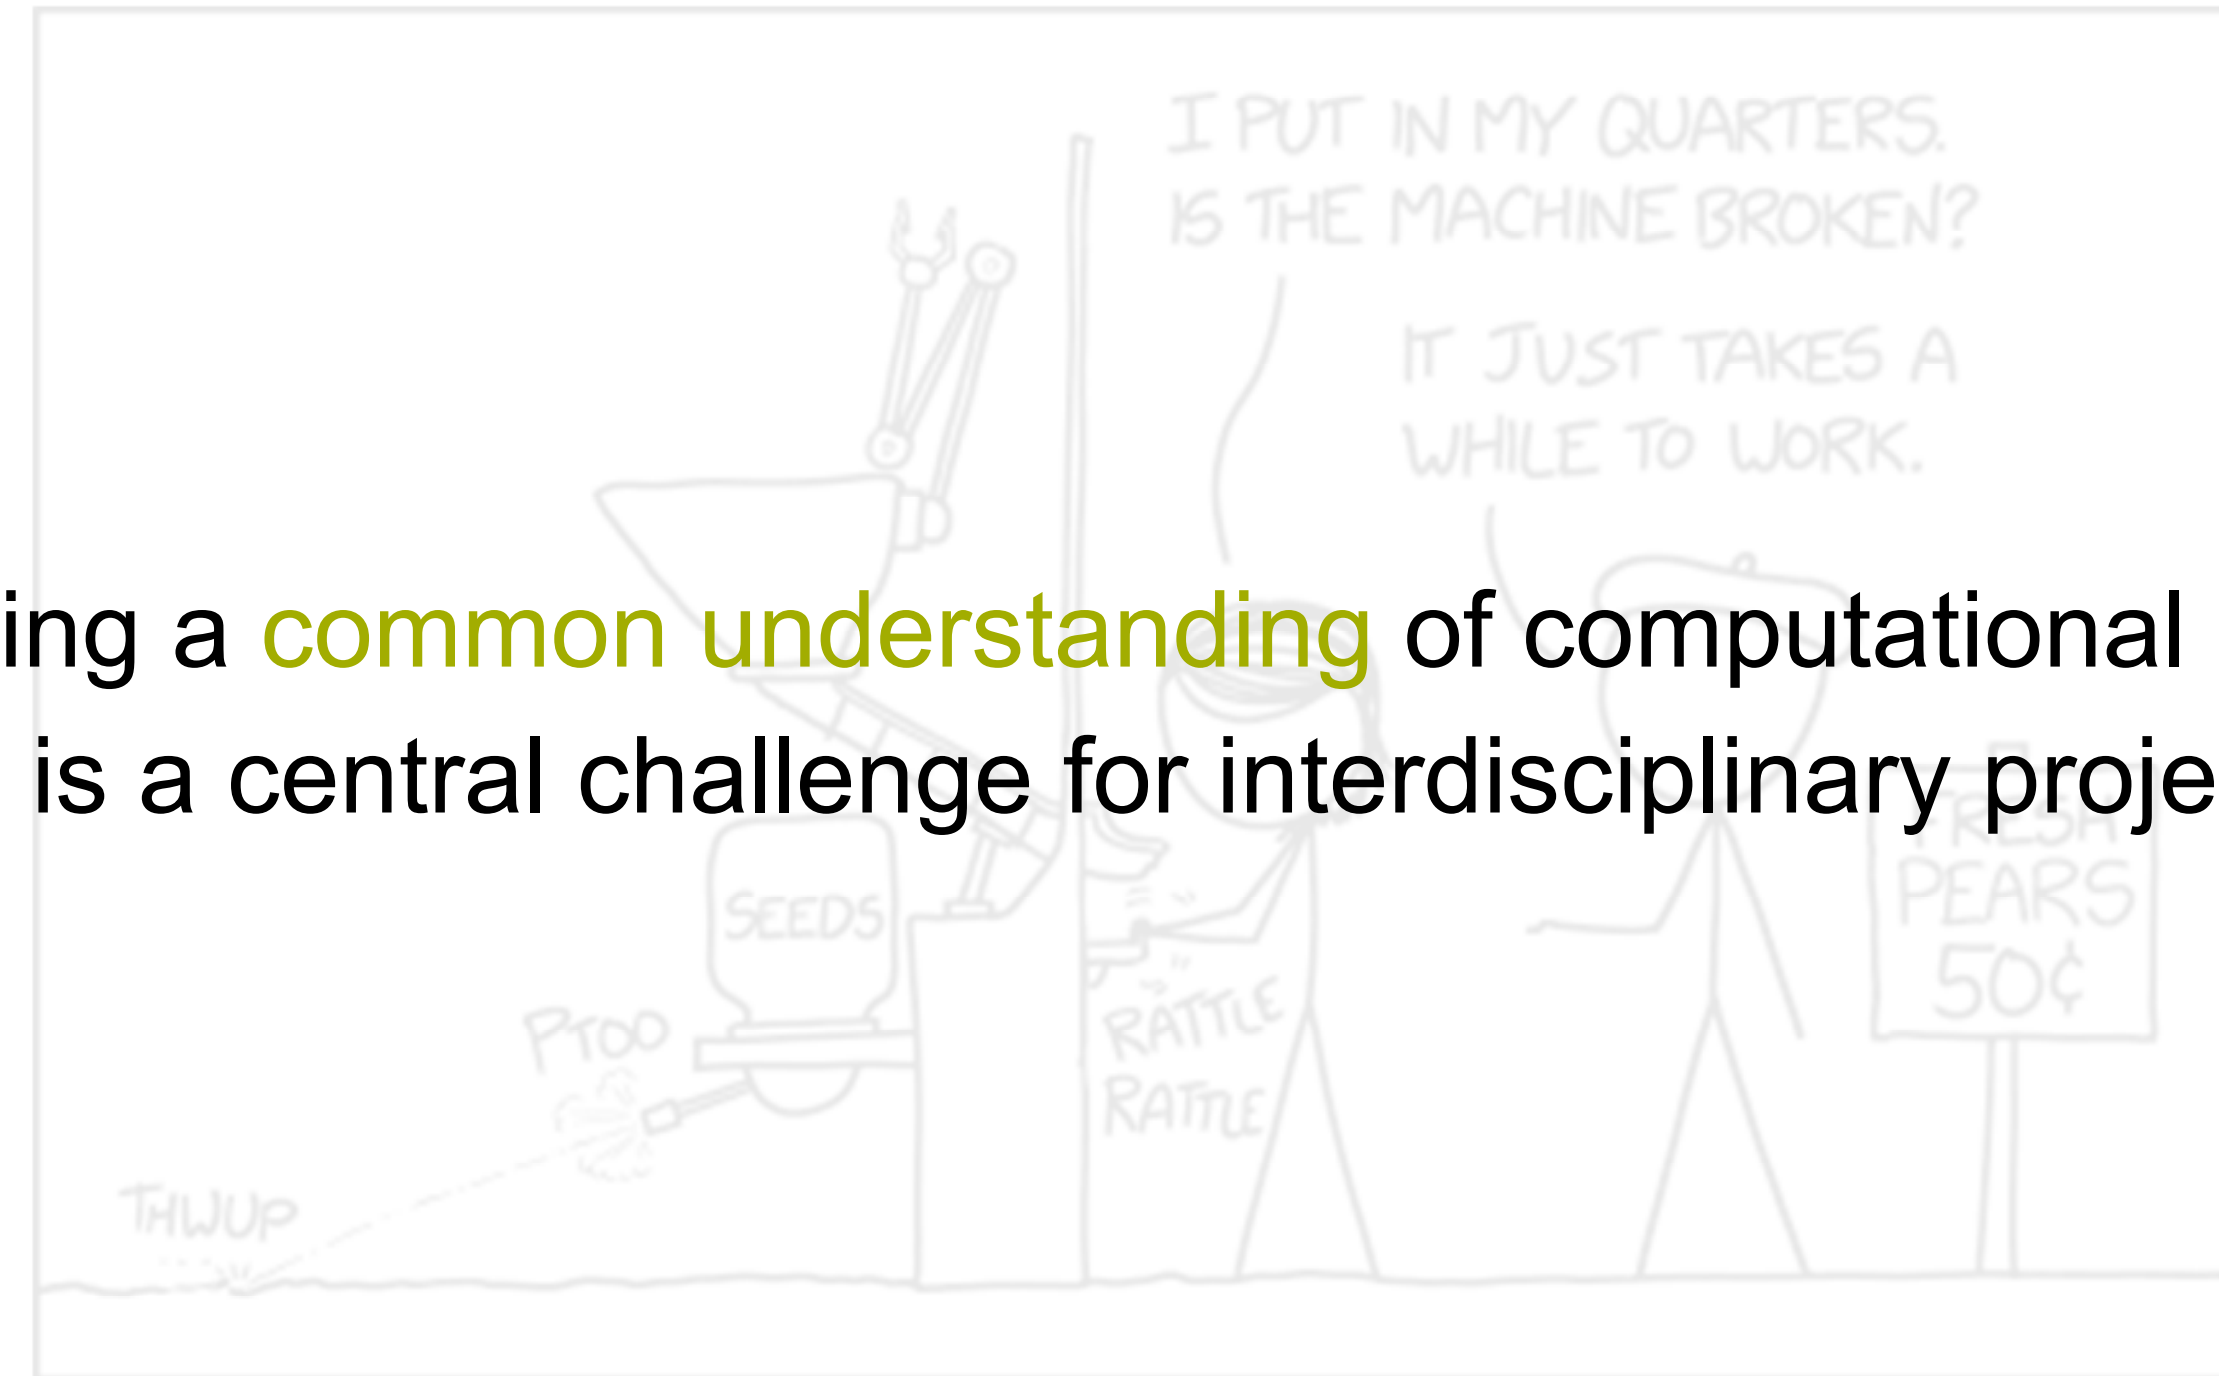 I PUT IN MY QUARTERS.
IS THE MACHINE BROKEN?
IT JUST TAKES A
WHILE TO WORK.
ing a common understanding of computational
is a central challenge for interdisciplinary proje
SEEDS
FRESH
PEARS
50¢
PTOO
RATTLE
RATTLE
THWUP